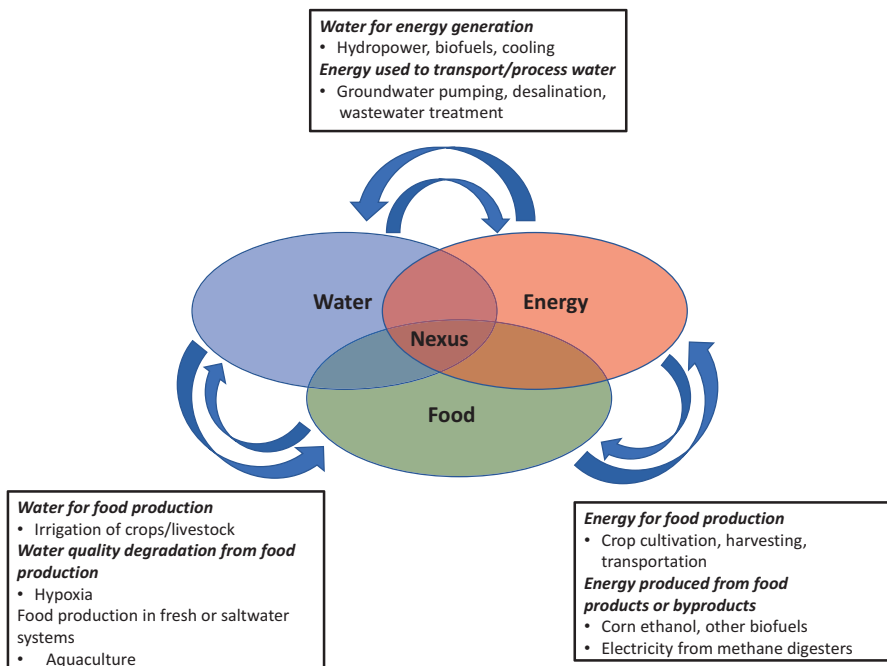 Water for energy generation
• Hydropower, biofuels, cooling
Energy used to transport/process water
• Groundwater pumping, desalination,
wastewater treatment
Water
Energy
Nexus
Food
Water for food production
• Irrigation of crops/livestock
Water quality degradation from food
production
• Hypoxia
Food production in fresh or saltwater
systems
• Aquaculture
Energy for food production
• Crop cultivation, harvesting,
transportation
Energy produced from food
products or byproducts
• Corn ethanol, other biofuels
• Electricity from methane digesters